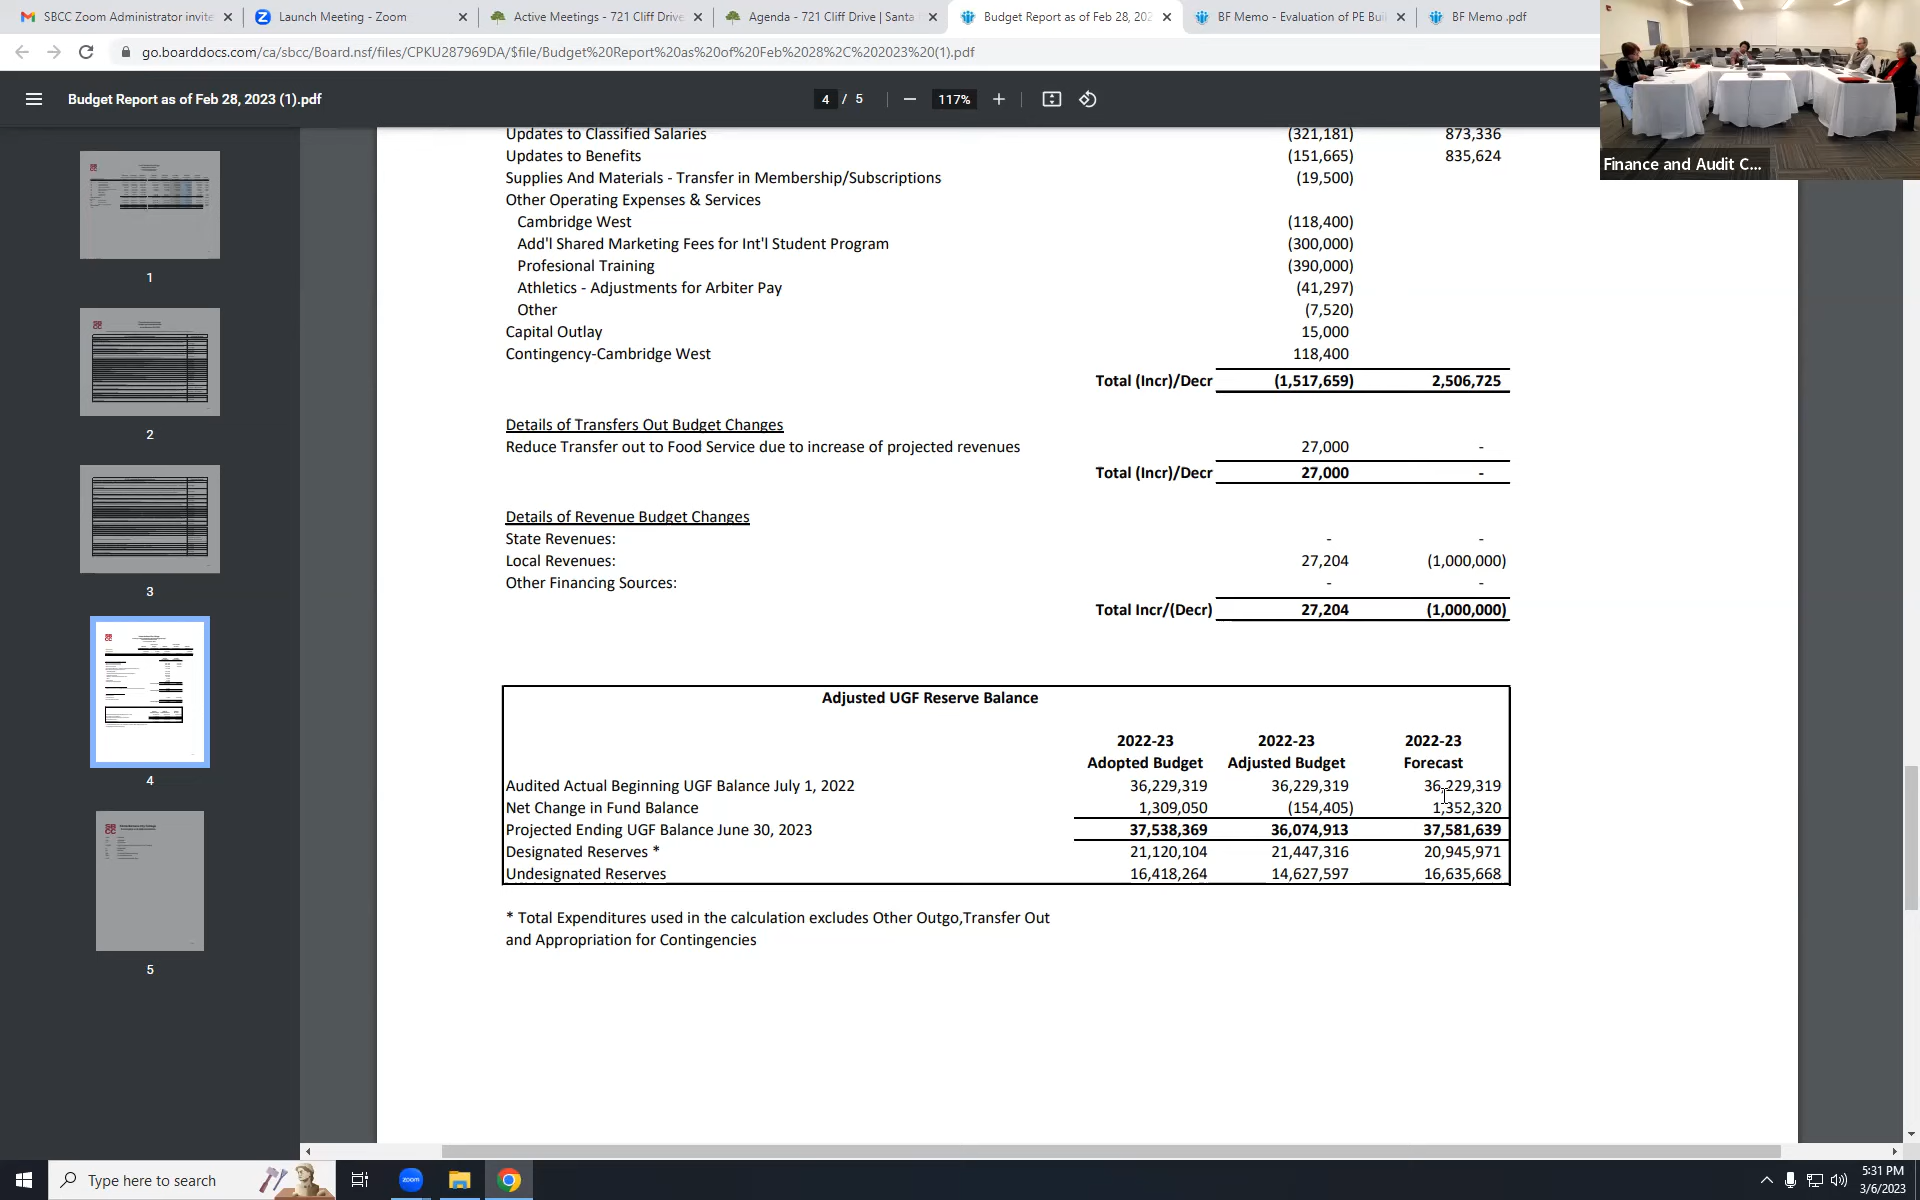 SBCC Zoom Administrator invite
Launch Meeting - Zoom
Active Meetings - 721 Cliff Drive
Agenda - 721 Cliff Drive | Santa
Budget Report as of Feb 28, 202
BF Memo - Evaluation of PE Buil
BF Memo .pdf
go.boarddocs.com/ca/sbcc/Board.nsf/files/CPKU287969DA/$file/Budget%20Report%20as%20of%20Feb%2028%2C%202023%20(1).pdf
Budget Report as of Feb 28, 2023 (1).pdf
4 / 5
117%
Finance and Audit C...
1
2
3
4
5
Updates to Classified Salaries (321,181) 873,336
Updates to Benefits (151,665) 835,624
Supplies And Materials - Transfer in Membership/Subscriptions (19,500)
Other Operating Expenses & Services
Cambridge West (118,400)
Add'l Shared Marketing Fees for Int'l Student Program (300,000)
Profesional Training (390,000)
Athletics - Adjustments for Arbiter Pay (41,297)
Other (7,520)
Capital Outlay 15,000
Contingency-Cambridge West 118,400
Total (Incr)/Decr (1,517,659) 2,506,725
Details of Transfers Out Budget Changes
Reduce Transfer out to Food Service due to increase of projected revenues 27,000 -
Total (Incr)/Decr 27,000 -
Details of Revenue Budget Changes
State Revenues: - -
Local Revenues: 27,204 (1,000,000)
Other Financing Sources: - -
Total Incr/(Decr) 27,204 (1,000,000)
Adjusted UGF Reserve Balance
2022-23 2022-23 2022-23
Adopted Budget Adjusted Budget Forecast
Audited Actual Beginning UGF Balance July 1, 2022 36,229,319 36,229,319 36,229,319
Net Change in Fund Balance 1,309,050 (154,405) 1,352,320
Projected Ending UGF Balance June 30, 2023 37,538,369 36,074,913 37,581,639
Designated Reserves * 21,120,104 21,447,316 20,945,971
Undesignated Reserves 16,418,264 14,627,597 16,635,668
* Total Expenditures used in the calculation excludes Other Outgo,Transfer Out
and Appropriation for Contingencies
Type here to search
zoom
5:31 PM
3/6/2023